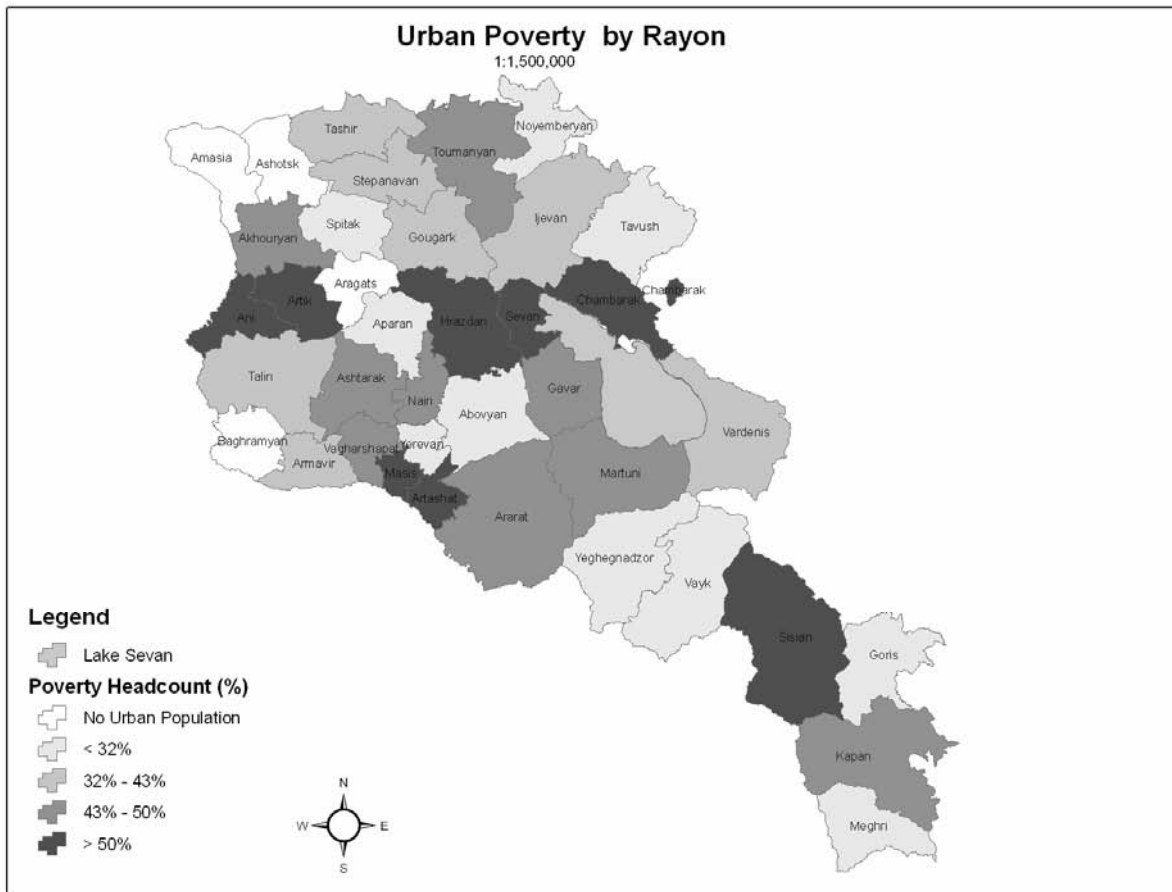 Urban Poverty by Rayon
1:1,500,000
Noyemberyan
Tashir
Toumanyan
Amasia
Ashotsk
Stepanavan
Ijevan
Spitak
Tavush
Akhouryan
Gougark
Aragats
Chambarak
Chambarak
Artik
Ani
Aparan
Hrazdan
Sevan
Talin
Ashtarak
Nairi
Gavar
Abovyan
Vardenis
Baghramyan
Vagharshapat
Yerevan
Armavir
Masis
Martuni
Artashat
Ararat
Yeghegnadzor
Vayk
Sisian
Goris
Kapan
Meghri
Legend
Lake Sevan
Poverty Headcount (%)
No Urban Population
< 32%
32% - 43%
43% - 50%
> 50%
N
W E
S